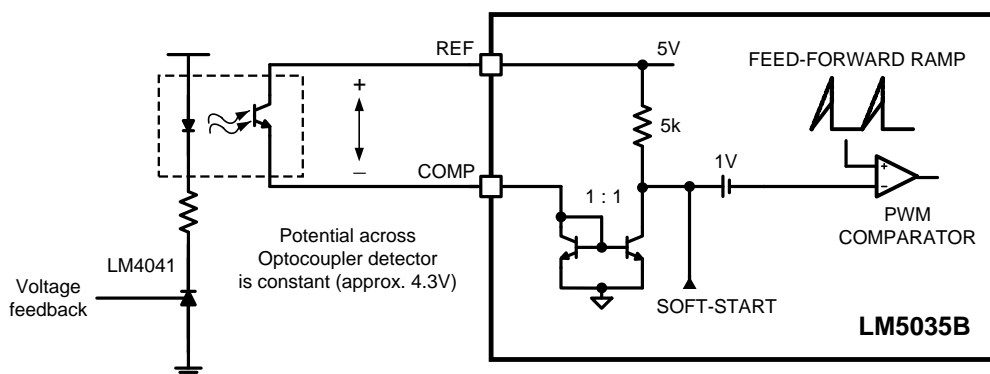 REF
5V
FEED-FORWARD RAMP
+
5k
–
1V
COMP
1 : 1
+
–
PWM
COMPARATOR
Potential across
Optocoupler detector
is constant (approx. 4.3V)
LM4041
Voltage
feedback
SOFT-START
LM5035B